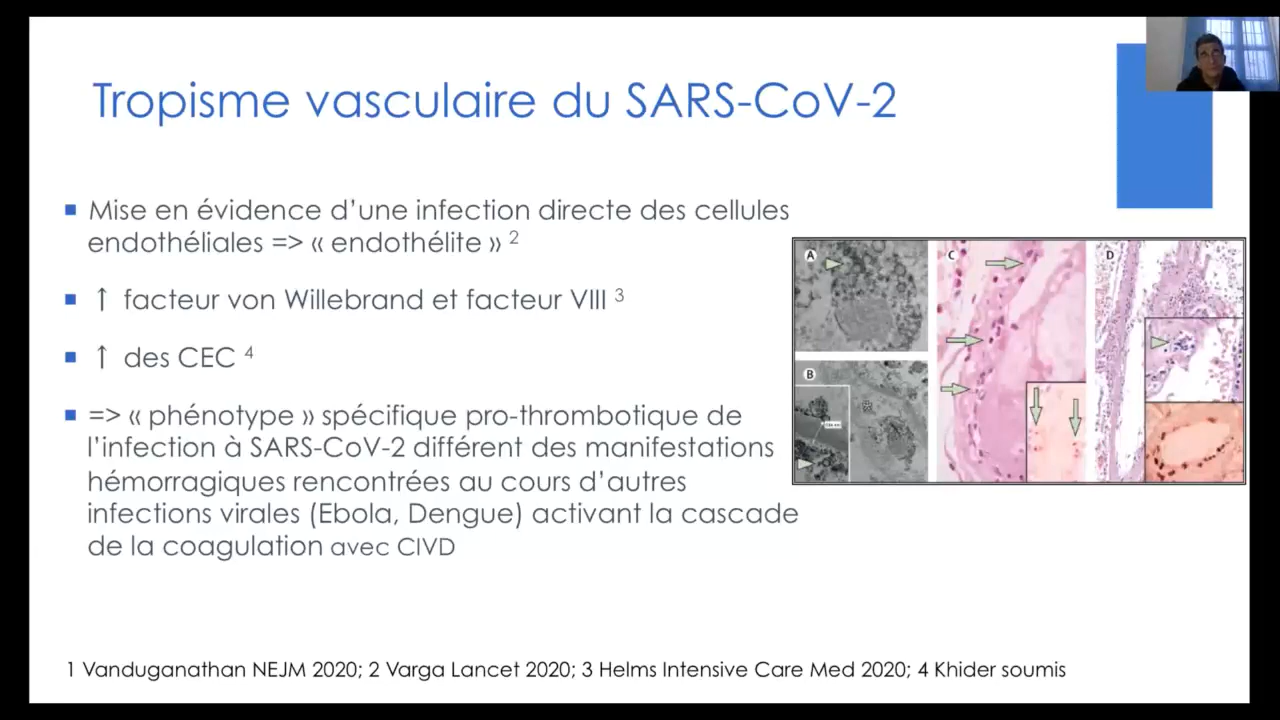 Tropisme vasculaire du SARS-CoV-2
Mise en évidence d’une infection directe des cellules
endothéliales => « endothélite » 2
↑ facteur von Willebrand et facteur VIII 3
↑ des CEC 4
=> « phénotype » spécifique pro-thrombotique de
l’infection à SARS-CoV-2 différent des manifestations
hémorragiques rencontrées au cours d’autres
infections virales (Ebola, Dengue) activant la cascade
de la coagulation avec CIVD
A
B
C
D
1 Vanduganathan NEJM 2020; 2 Varga Lancet 2020; 3 Helms Intensive Care Med 2020; 4 Khider soumis